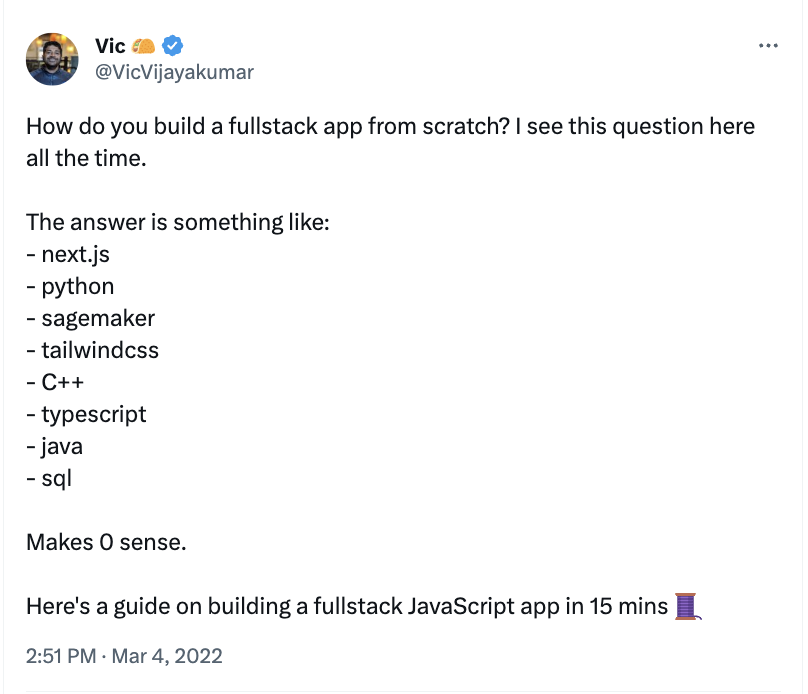 Vic 🌮
@VicVijayakumar
How do you build a fullstack app from scratch? I see this question here
all the time.
The answer is something like:
- next.js
- python
- sagemaker
- tailwindcss
- C++
- typescript
- java
- sql
Makes 0 sense.
Here's a guide on building a fullstack JavaScript app in 15 mins 🧵
2:51 PM · Mar 4, 2022